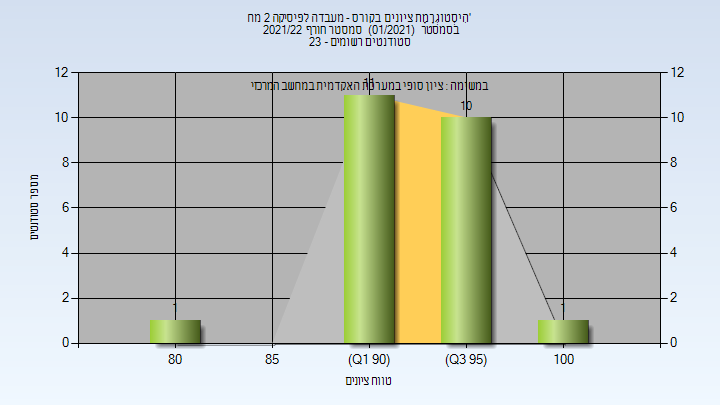 היסטוגרמת ציונים בקורס - מעבדה לפיסיקה 2 מח'
בסמסטר (01/2021) סמסטר חורף 2021/22
סטודנטים רשומים - 23
במשימה : ציון סופי במערכת האקדמית במחשב המרכזי
12
10
8
6
4
2
0
12
10
8
6
4
2
0
1
11
10
1
80
85
(Q1 90)
(Q3 95)
100
מספר סטודנטים
טווח ציונים